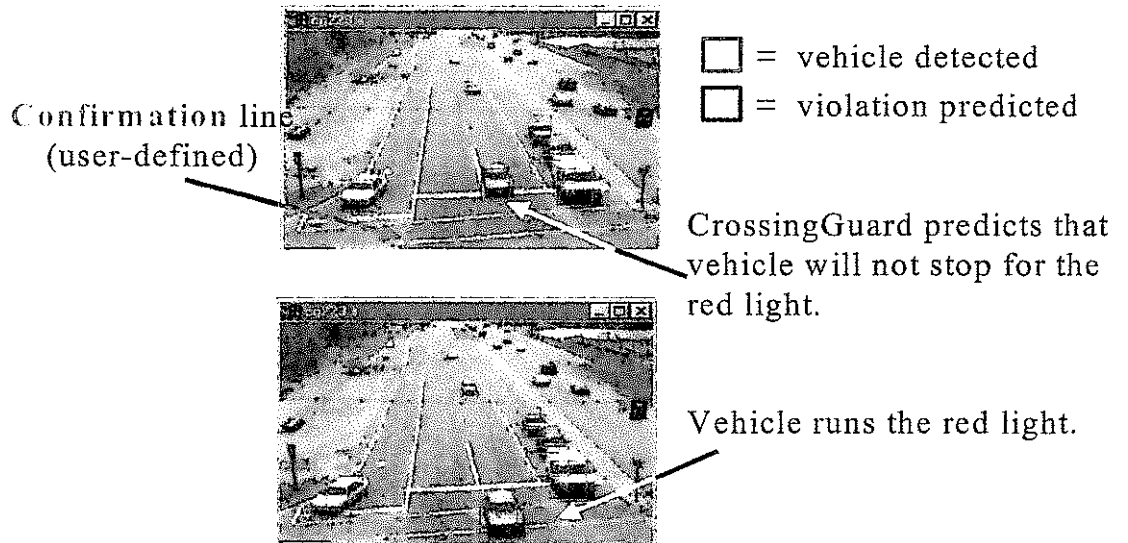 = vehicle detected
= violation predicted
Confirmation line
(user-defined)
CrossingGuard predicts that
vehicle will not stop for the
red light.
Vehicle runs the red light.